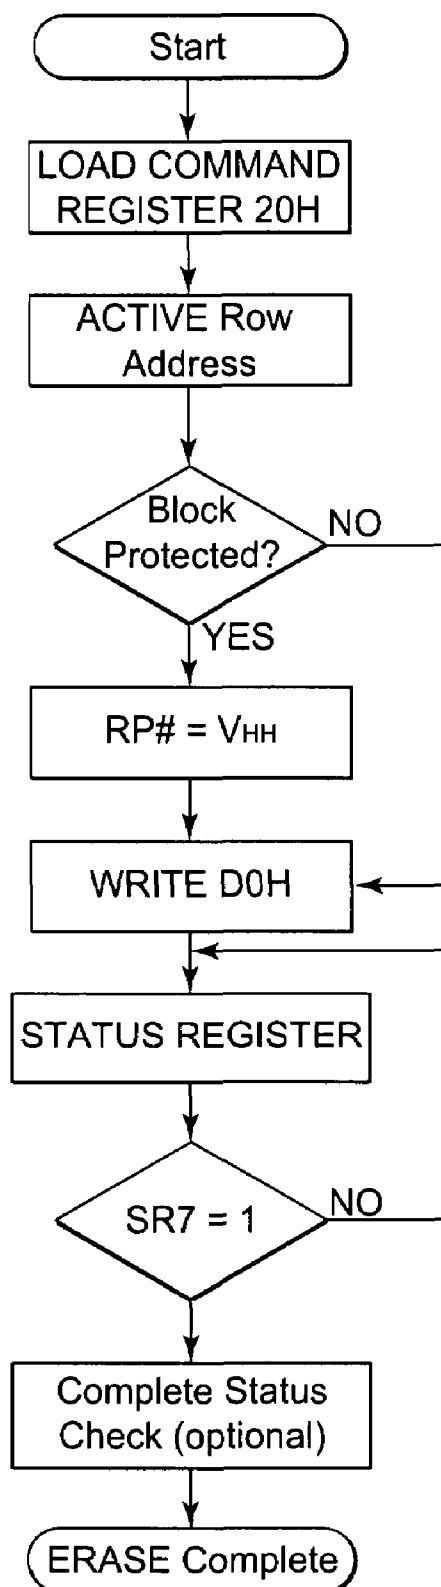 Start
LOAD COMMAND
REGISTER 20H
ACTIVE Row
Address
Block
Protected?
NO
YES
RP# = VHH
WRITE D0H
STATUS REGISTER
SR7 = 1
NO
Complete Status
Check (optional)
ERASE Complete